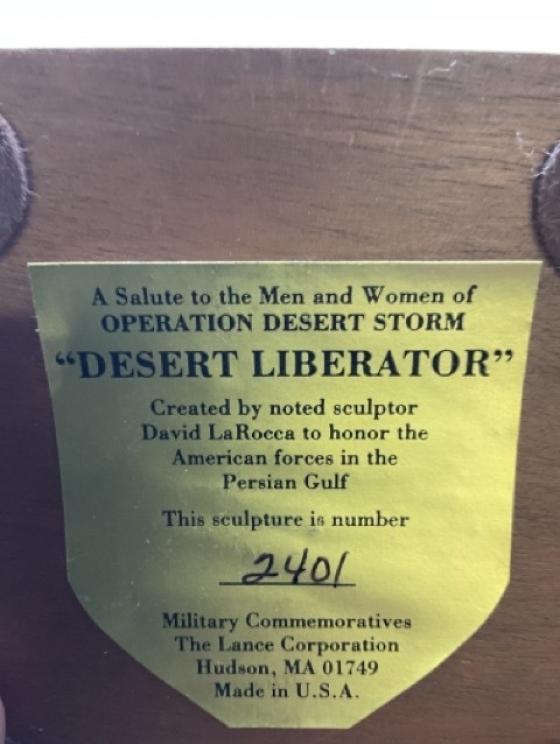 A Salute to the Men and Women of
OPERATION DESERT STORM
“DESERT LIBERATOR”
Created by noted sculptor
David LaRocca to honor the
American forces in the
Persian Gulf
This sculpture is number
2401
Military Commemoratives
The Lance Corporation
Hudson, MA 01749
Made in U.S.A.